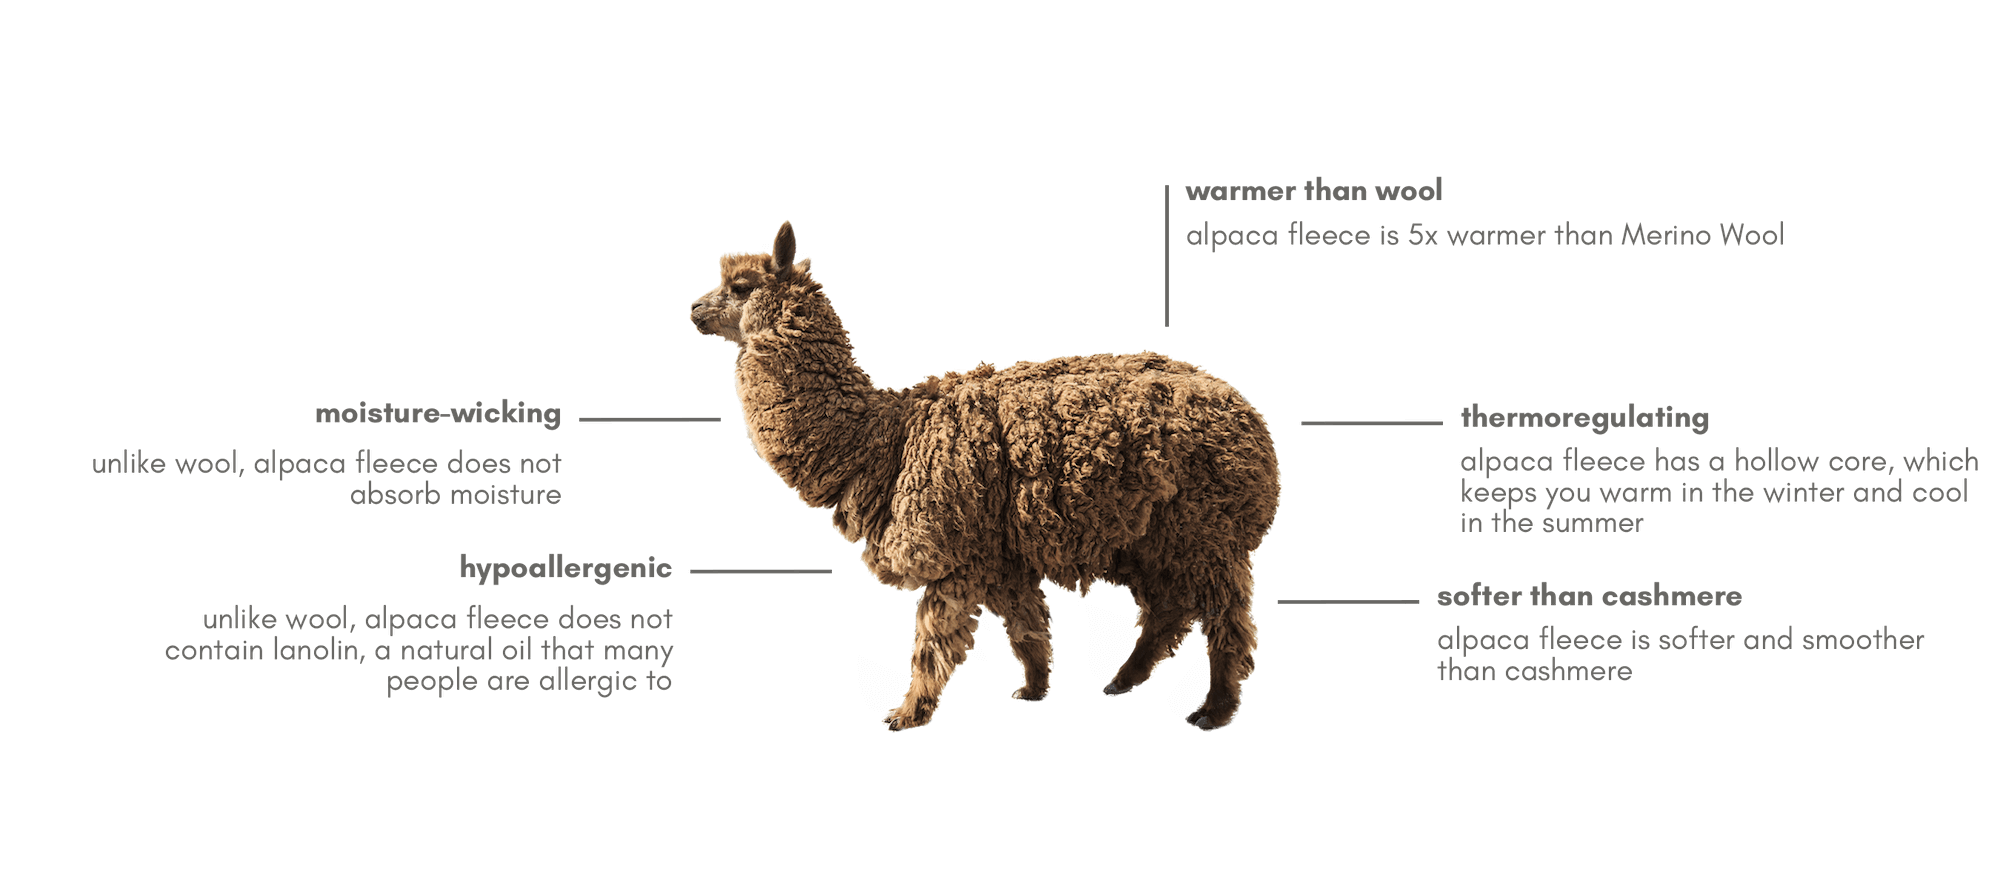 warmer than wool
alpaca fleece is 5x warmer than Merino Wool
moisture-wicking
unlike wool, alpaca fleece does not
absorb moisture
thermoregulating
alpaca fleece has a hollow core, which
keeps you warm in the winter and cool
in the summer
hypoallergenic
unlike wool, alpaca fleece does not
contain lanolin, a natural oil that many
people are allergic to
softer than cashmere
alpaca fleece is softer and smoother
than cashmere